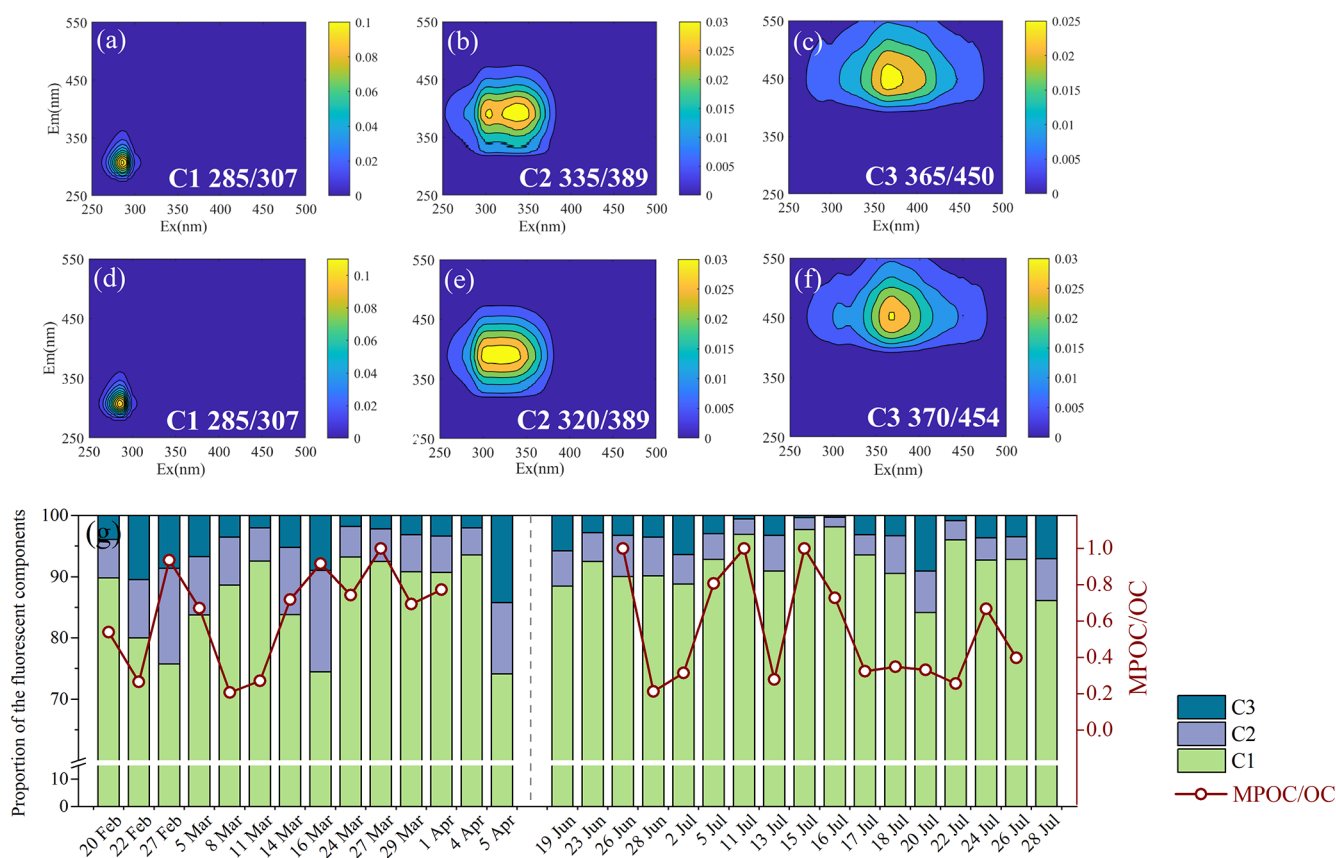 (a)
C1 285/307
550
450
350
250
Em(nm)
250 300 350 400 450 500
Ex(nm)
0.1
0.08
0.06
0.04
0.02
0
(b)
C2 335/389
550
450
350
250
250 300 350 400 450 500
Ex(nm)
0.03
0.025
0.02
0.015
0.01
0.005
0
(c)
C3 365/450
550
450
350
250
250 300 350 400 450 500
Ex(nm)
0.025
0.02
0.015
0.01
0.005
0
(d)
C1 285/307
550
450
350
250
Em(nm)
250 300 350 400 450 500
Ex(nm)
0.1
0.08
0.06
0.04
0.02
0
(e)
C2 320/389
550
450
350
250
250 300 350 400 450 500
Ex(nm)
0.03
0.025
0.02
0.015
0.01
0.005
0
(f)
C3 370/454
550
450
350
250
250 300 350 400 450 500
Ex(nm)
0.03
0.025
0.02
0.015
0.01
0.005
0
(g)
Proportion of the fluorescent components
100
90
80
70
10
0
20 Feb
22 Feb
27 Feb
5 Mar
8 Mar
11 Mar
14 Mar
16 Mar
24 Mar
27 Mar
29 Mar
1 Apr
4 Apr
5 Apr
19 Jun
23 Jun
26 Jun
28 Jun
2 Jul
5 Jul
11 Jul
13 Jul
15 Jul
16 Jul
17 Jul
18 Jul
20 Jul
22 Jul
24 Jul
26 Jul
28 Jul
1.0
0.8
0.6
0.4
0.2
0.0
MPOC/OC
C3
C2
C1
MPOC/OC